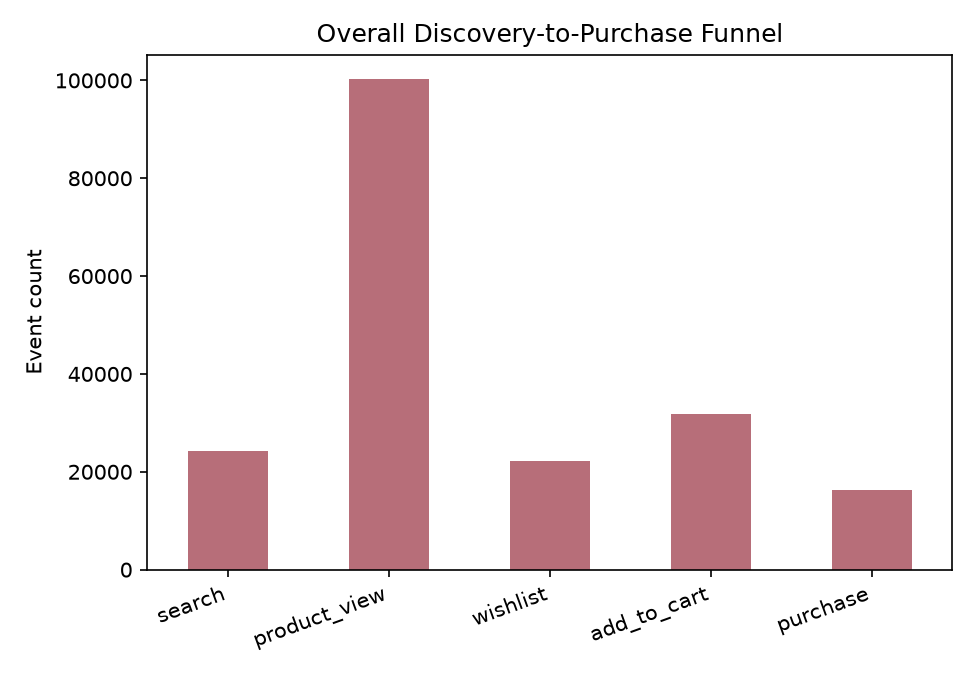 Overall Discovery-to-Purchase Funnel
Event count
100000
80000
60000
40000
20000
0
search
product_view
wishlist
add_to_cart
purchase